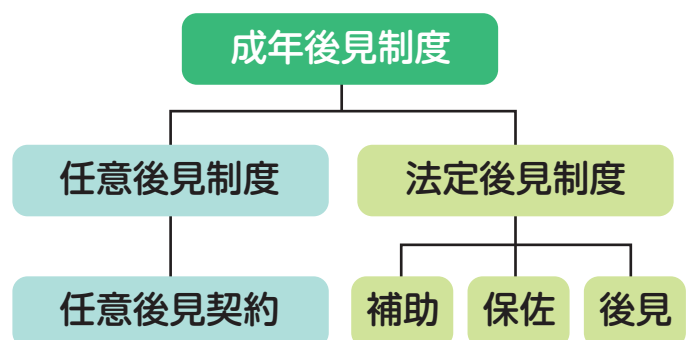 成年後見制度
任意後見制度
法定後見制度
任意後見契約
補助
保佐
後見